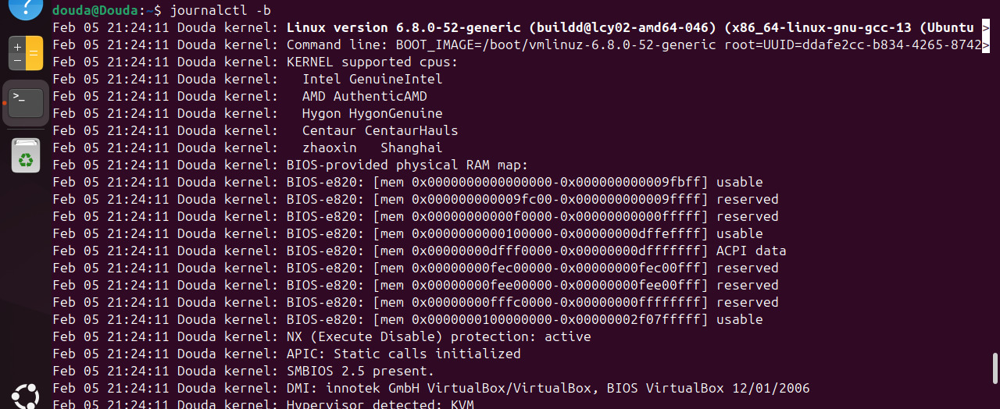 douda@Douda:~$ journalctl -b
Feb 05 21:24:11 Douda kernel: Linux version 6.8.0-52-generic (buildd@lcy02-amd64-046) (x86_64-linux-gnu-gcc-13 (Ubuntu >
Feb 05 21:24:11 Douda kernel: Command line: BOOT_IMAGE=/boot/vmlinuz-6.8.0-52-generic root=UUID=ddafe2cc-b834-4265-8742>
Feb 05 21:24:11 Douda kernel: KERNEL supported cpus:
Feb 05 21:24:11 Douda kernel:   Intel GenuineIntel
Feb 05 21:24:11 Douda kernel:   AMD AuthenticAMD
Feb 05 21:24:11 Douda kernel:   Hygon HygonGenuine
Feb 05 21:24:11 Douda kernel:   Centaur CentaurHauls
Feb 05 21:24:11 Douda kernel:   zhaoxin   Shanghai
Feb 05 21:24:11 Douda kernel: BIOS-provided physical RAM map:
Feb 05 21:24:11 Douda kernel: BIOS-e820: [mem 0x0000000000000000-0x000000000009fbff] usable
Feb 05 21:24:11 Douda kernel: BIOS-e820: [mem 0x000000000009fc00-0x000000000009ffff] reserved
Feb 05 21:24:11 Douda kernel: BIOS-e820: [mem 0x00000000000f0000-0x00000000000fffff] reserved
Feb 05 21:24:11 Douda kernel: BIOS-e820: [mem 0x0000000000100000-0x00000000dffeffff] usable
Feb 05 21:24:11 Douda kernel: BIOS-e820: [mem 0x00000000dfff0000-0x00000000dfffffff] ACPI data
Feb 05 21:24:11 Douda kernel: BIOS-e820: [mem 0x00000000fec00000-0x00000000fec00fff] reserved
Feb 05 21:24:11 Douda kernel: BIOS-e820: [mem 0x00000000fee00000-0x00000000fee00fff] reserved
Feb 05 21:24:11 Douda kernel: BIOS-e820: [mem 0x00000000fffc0000-0x00000000ffffffff] reserved
Feb 05 21:24:11 Douda kernel: BIOS-e820: [mem 0x0000000100000000-0x00000002f07fffff] usable
Feb 05 21:24:11 Douda kernel: NX (Execute Disable) protection: active
Feb 05 21:24:11 Douda kernel: APIC: Static calls initialized
Feb 05 21:24:11 Douda kernel: SMBIOS 2.5 present.
Feb 05 21:24:11 Douda kernel: DMI: innotek GmbH VirtualBox/VirtualBox, BIOS VirtualBox 12/01/2006
Feb 05 21:24:11 Douda kernel: Hypervisor detected: KVM